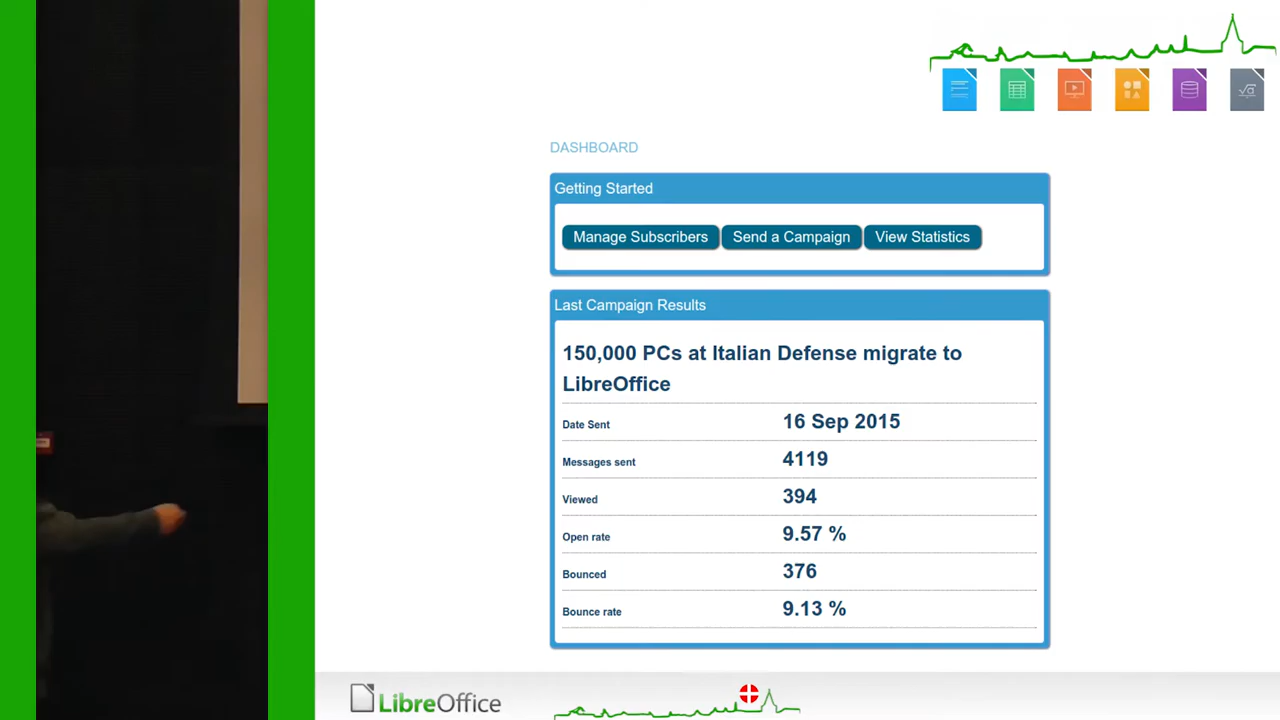 DASHBOARD
Getting Started
Manage Subscribers Send a Campaign View Statistics
Last Campaign Results
150,000 PCs at Italian Defense migrate to
LibreOffice
Date Sent 16 Sep 2015
Messages sent 4119
Viewed 394
Open rate 9.57 %
Bounced 376
Bounce rate 9.13 %
LibreOffice